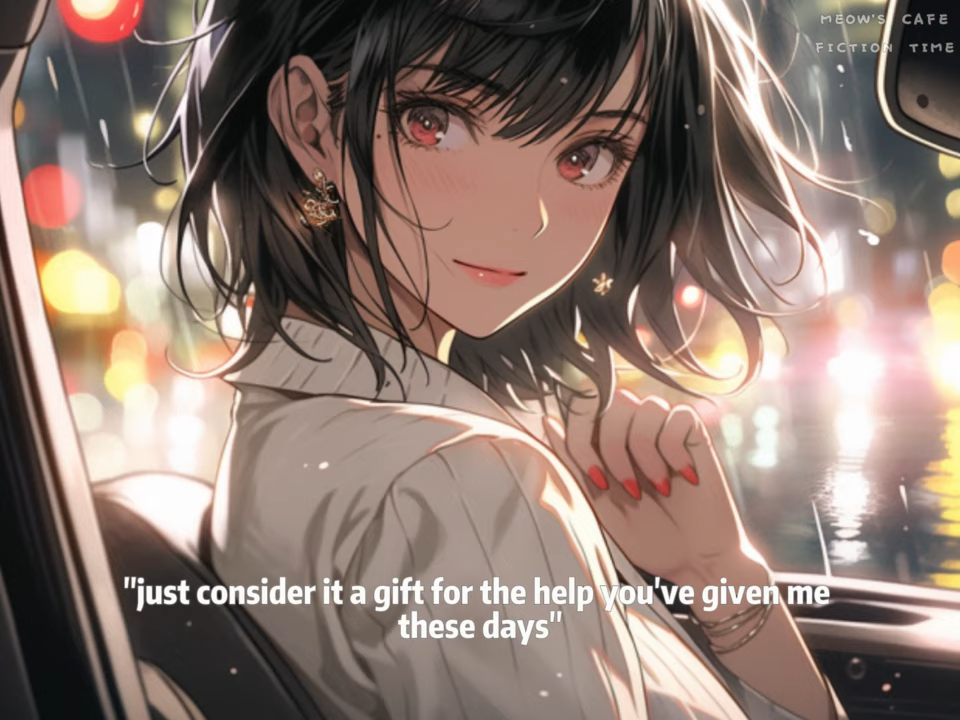 MEOW'S CAFE
FICTION TIME
"just consider it a gift for the help you've given me
these days"